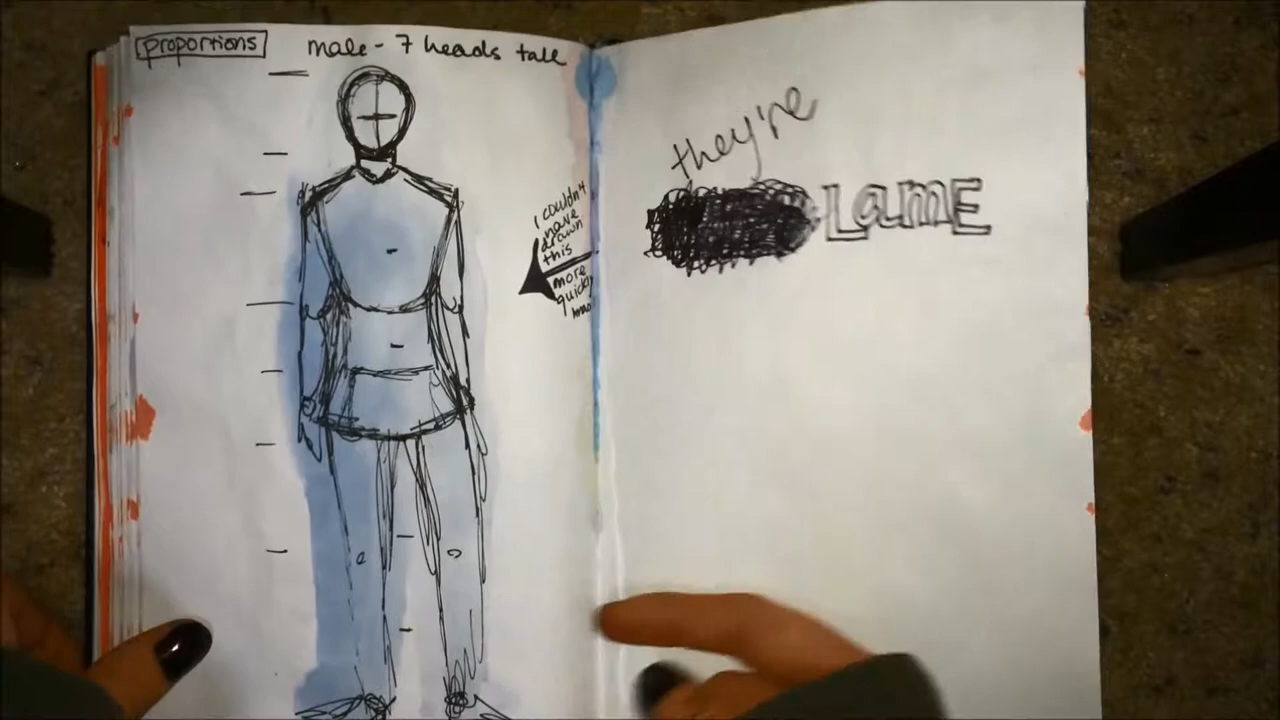 proportions male - 7 heads tall
i couldn't
have
drawn
this
more
quickly
they're
LamE